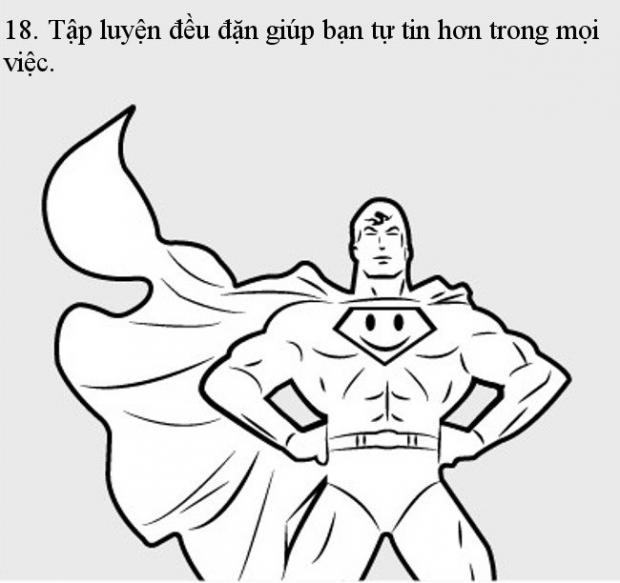 18. Tập luyện đều đặn giúp bạn tự tin hơn trong mọi
việc.